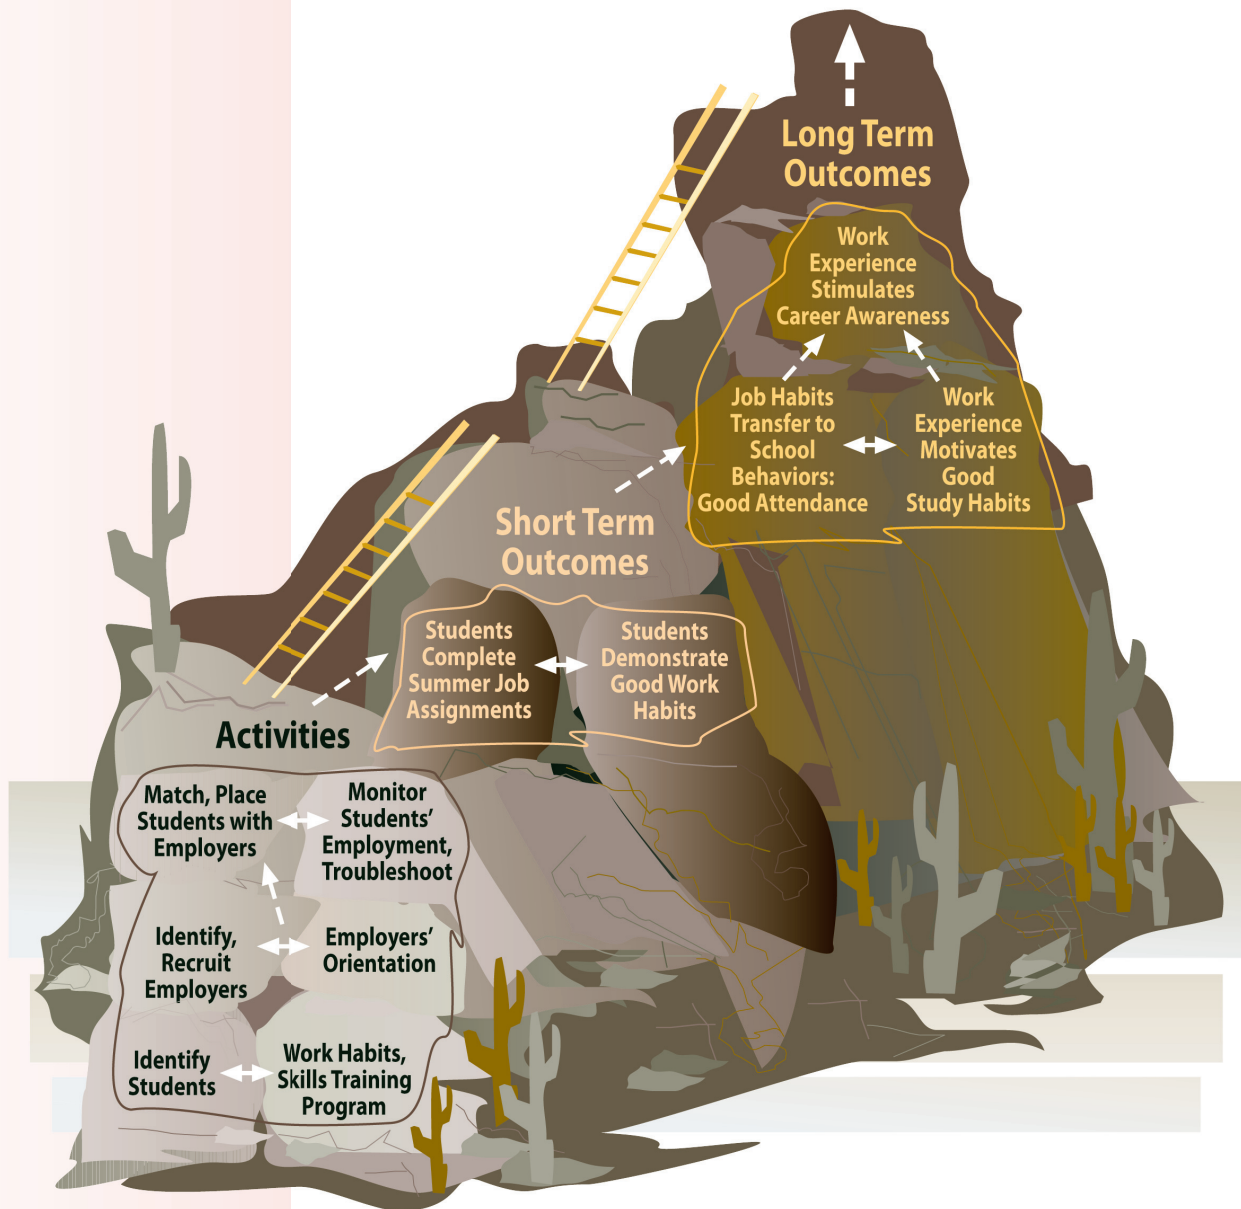 Long Term
Outcomes
Work
Experience
Stimulates
Career Awareness
Job Habits
Transfer to
School
Behaviors:
Good Attendance
Work
Experience
Motivates
Good
Study Habits
Short Term
Outcomes
Students
Complete
Summer Job
Assignments
Students
Demonstrate
Good Work
Habits
Activities
Match, Place
Students with
Employers
Monitor
Students’
Employment,
Troubleshoot
Identify,
Recruit
Employers
Employers’
Orientation
Identify
Students
Work Habits,
Skills Training
Program